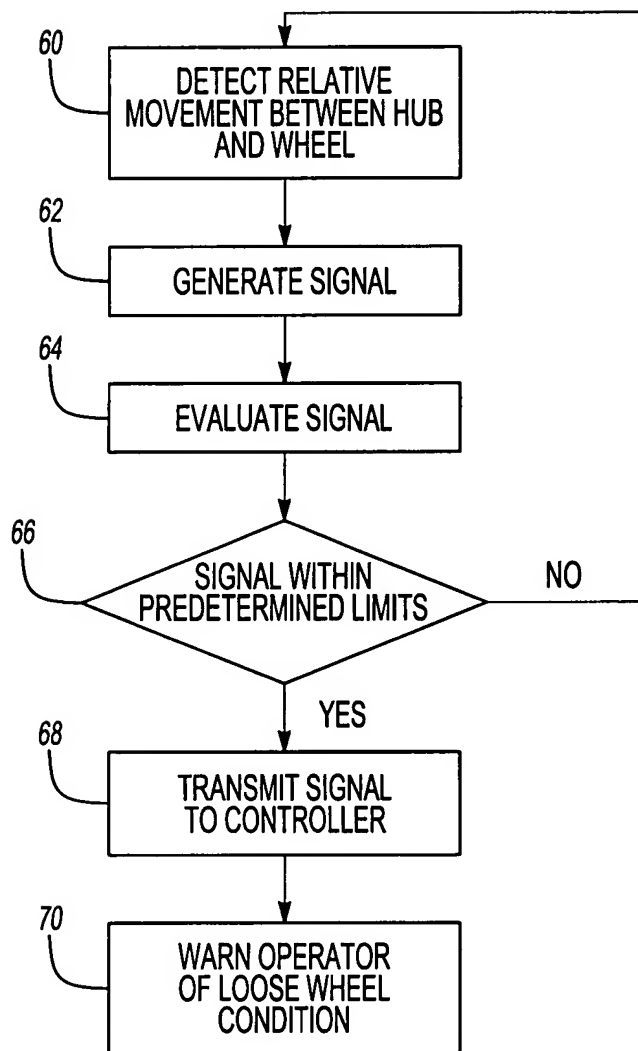 60
DETECT RELATIVE
MOVEMENT BETWEEN HUB
AND WHEEL
62
GENERATE SIGNAL
64
EVALUATE SIGNAL
66
SIGNAL WITHIN
PREDETERMINED LIMITS
NO
YES
68
TRANSMIT SIGNAL
TO CONTROLLER
70
WARN OPERATOR
OF LOOSE WHEEL
CONDITION